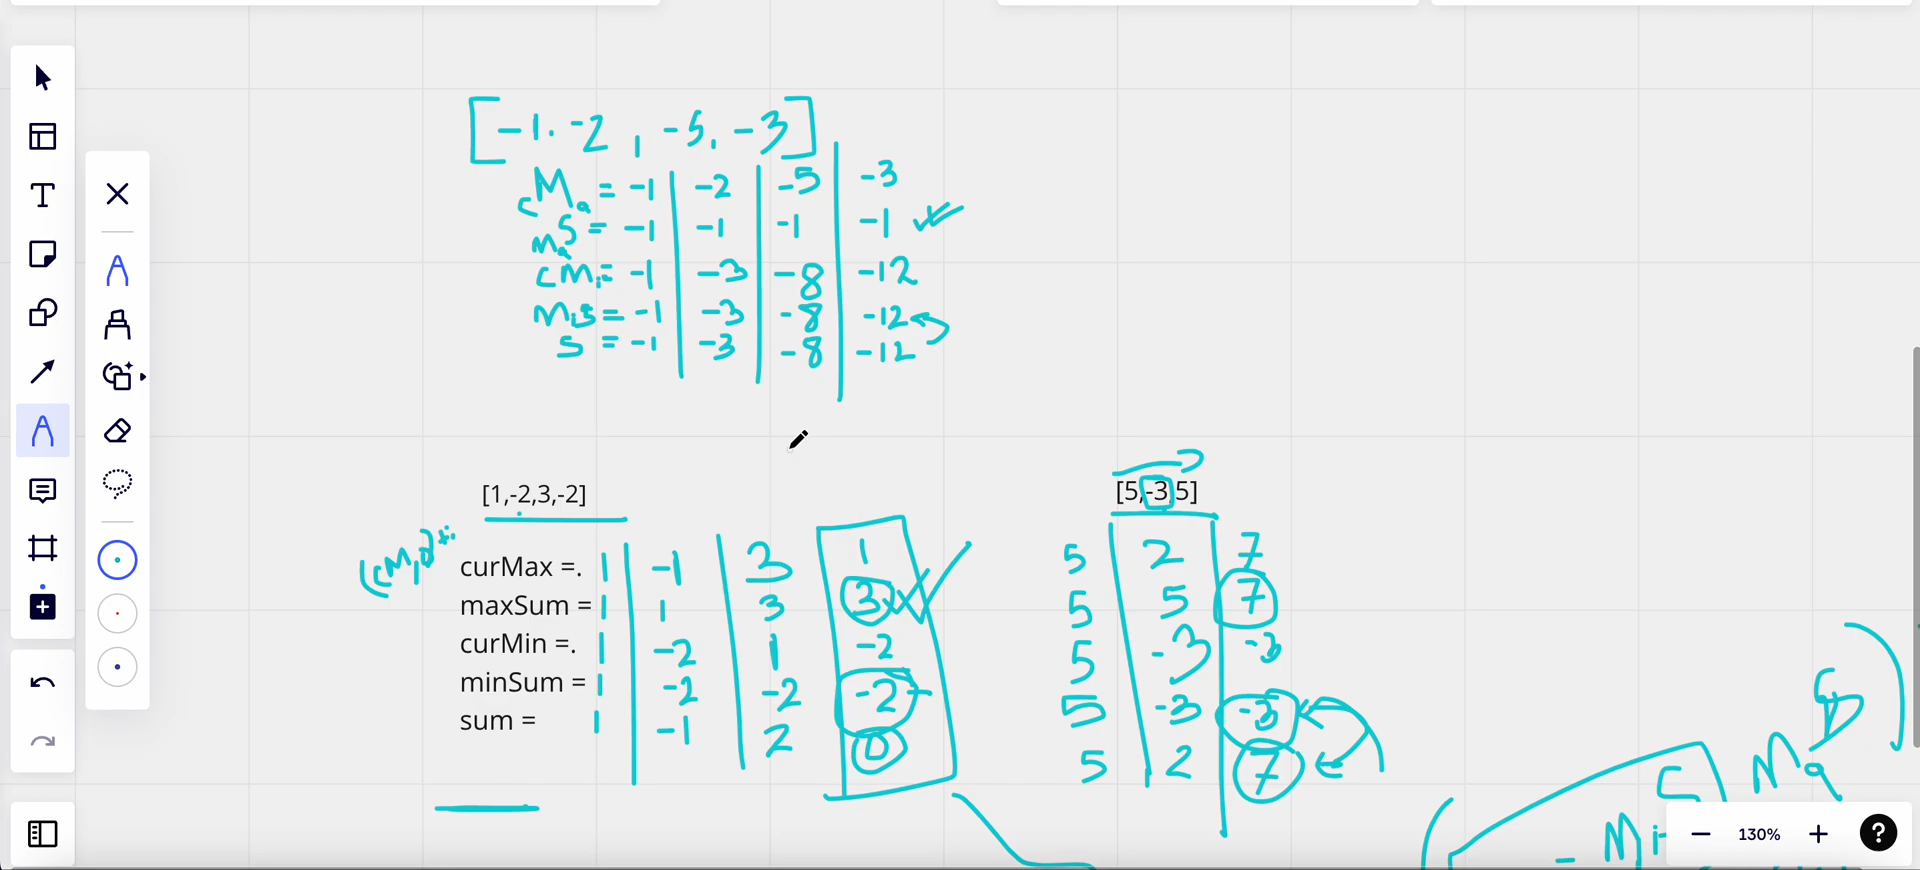 [-1. -2, -5, -3]
cMa = -1 -2 -5 -3
MaS = -1 -1 -1 -1
cMi = -1 -3 -8 -12
MiS = -1 -3 -8 -12
S = -1 -3 -8 -12
[1,-2,3,-2]
curMax =. 1 -1 3 1
maxSum = 1 1 3 3
curMin =. 1 -2 1 -2
minSum = 1 -2 -2 -2
sum = 1 -1 2 0
[5,-3,5]
5 2 7
5 5 7
5 -3 -3
5 -3 -3
5 2 7
S
Ma
- Mi
130%
?